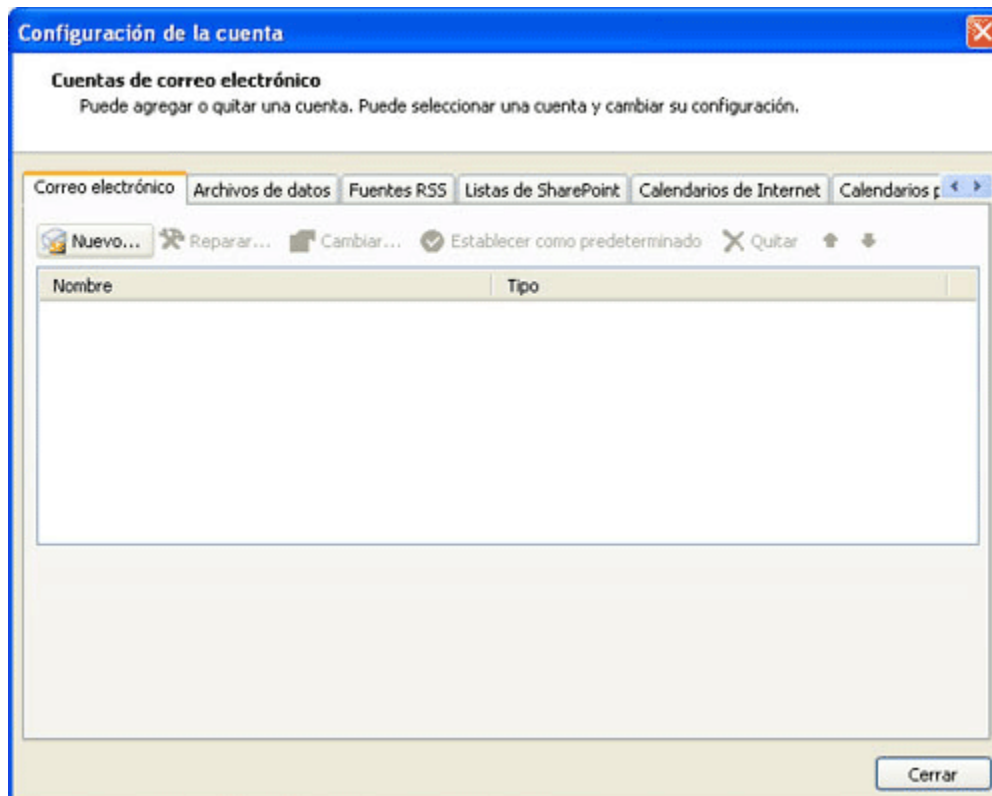 Configuración de la cuenta
Cuentas de correo electrónico
Puede agregar o quitar una cuenta. Puede seleccionar una cuenta y cambiar su configuración.
Correo electrónico Archivos de datos Fuentes RSS Listas de SharePoint Calendarios de Internet Calendarios p
Nuevo... Reparar... Cambiar... Establecer como predeterminado Quitar
Nombre Tipo
Cerrar